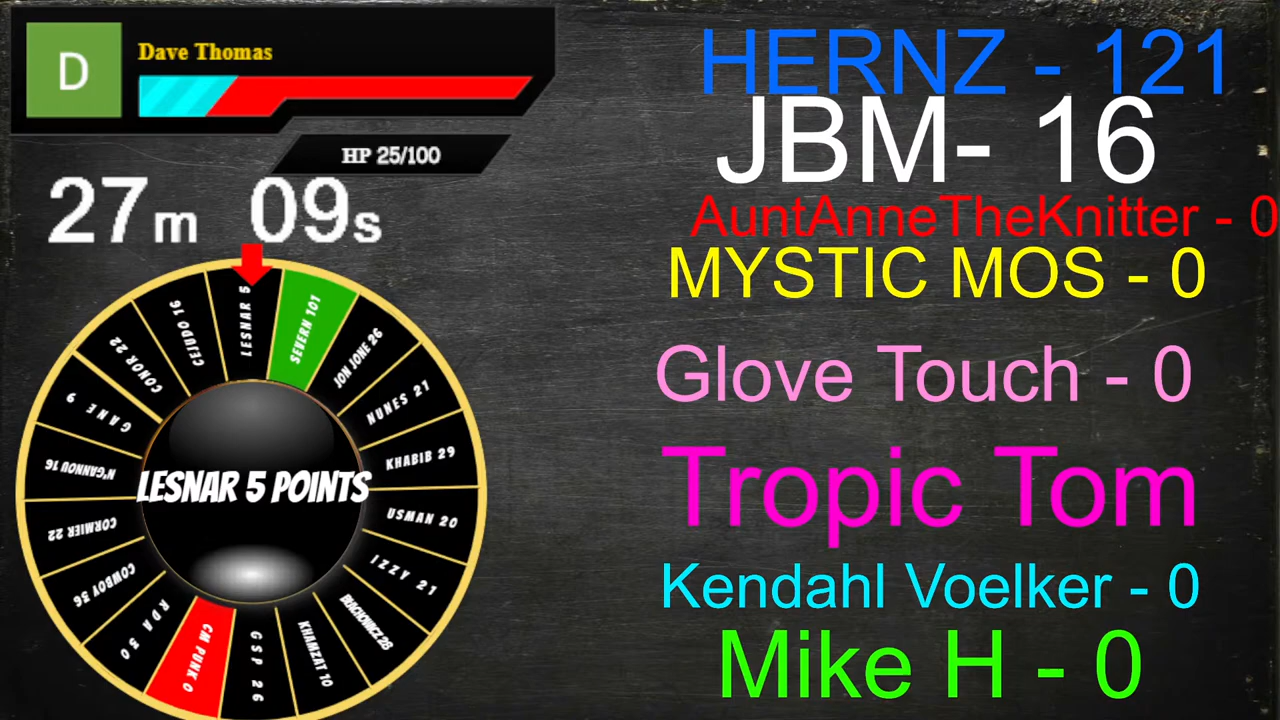 D
Dave Thomas
HP 25/100
27m 09s
LESNAR 5
SEVERN 101
JON JONE 26
NUNES 21
KHABIB 29
USMAN 20
IZZY 21
BLACHOWICZ 28
KHAMZAT 10
GSP 26
CM PUNK 0
RDA 50
COWBOY 36
CORMIER 22
N'GANNOU 16
GANE 9
CONOR 22
CEJUDO 16
LESNAR 5 POINTS
HERNZ - 121
JBM- 16
AuntAnneTheKnitter - 0
MYSTIC MOS - 0
Glove Touch - 0
Tropic Tom
Kendahl Voelker - 0
Mike H - 0